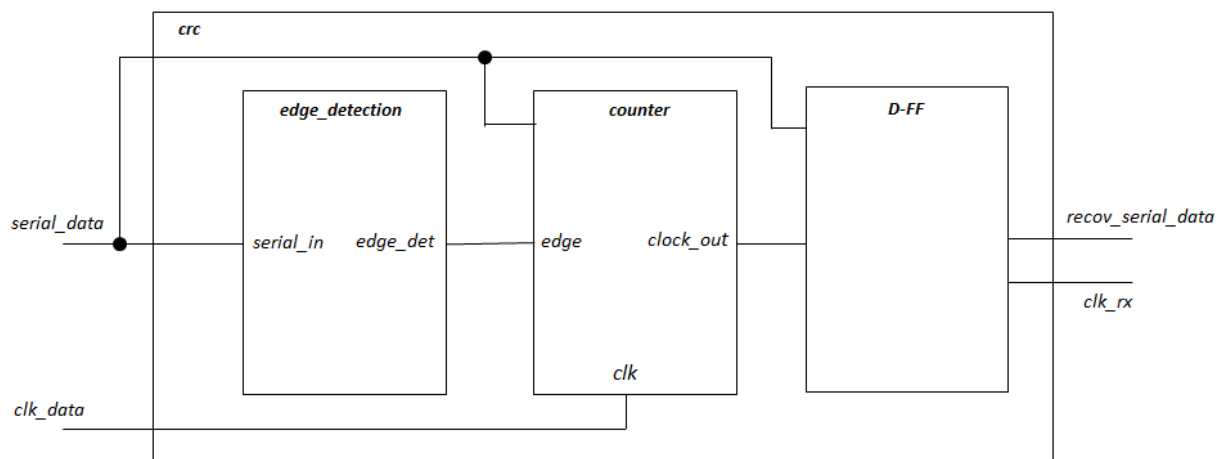 crc
edge_detection
counter
D-FF
serial_data
serial_in
edge_det
edge
clock_out
recov_serial_data
clk_rx
clk
clk_data